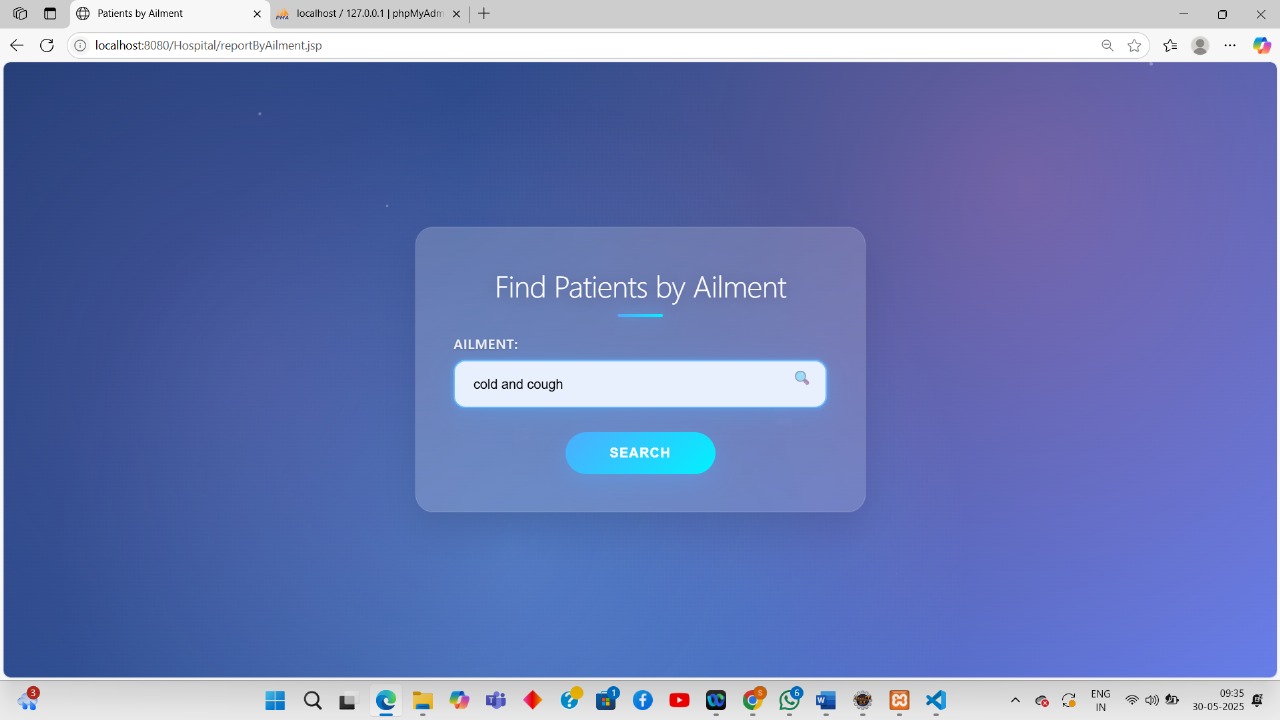 Patients by Ailment
localhost / 127.0.0.1 | phpMyAdm
localhost:8080/Hospital/reportByAilment.jsp
Find Patients by Ailment
AILMENT:
cold and cough
SEARCH
3
1
6
ENG
IN
09:35
30-05-2025